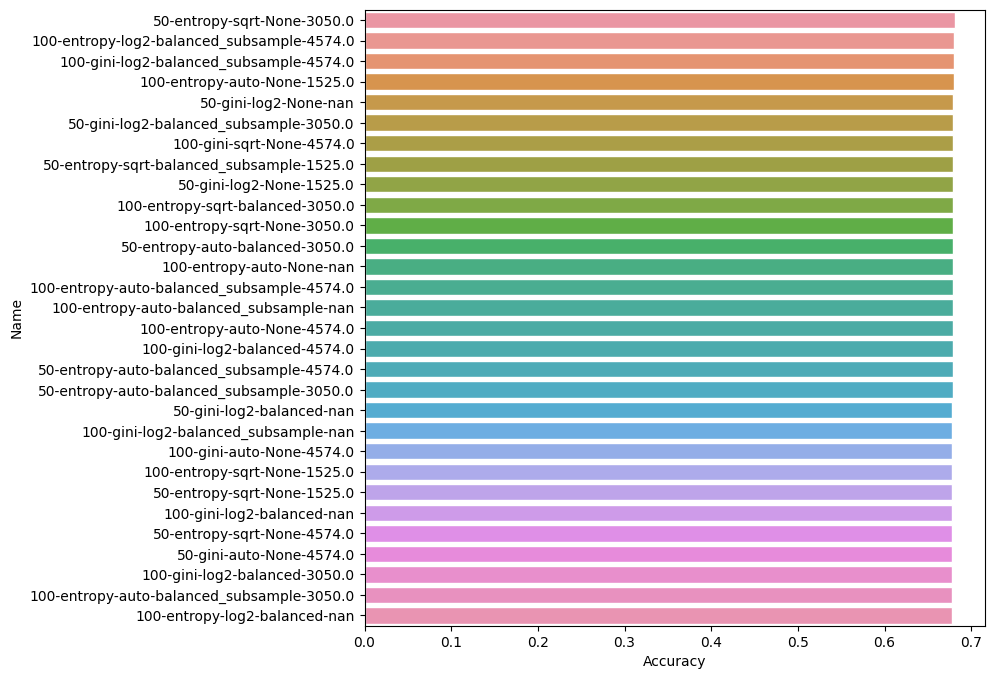 50-entropy-sqrt-None-3050.0
100-entropy-log2-balanced_subsample-4574.0
100-gini-log2-balanced_subsample-4574.0
100-entropy-auto-None-1525.0
50-gini-log2-None-nan
50-gini-log2-balanced_subsample-3050.0
100-gini-sqrt-None-4574.0
50-entropy-sqrt-balanced_subsample-1525.0
50-gini-log2-None-1525.0
100-entropy-sqrt-balanced-3050.0
100-entropy-sqrt-None-3050.0
50-entropy-auto-balanced-3050.0
100-entropy-auto-None-nan
100-entropy-auto-balanced_subsample-4574.0
100-entropy-auto-balanced_subsample-nan
100-entropy-auto-None-4574.0
100-gini-log2-balanced-4574.0
50-entropy-auto-balanced_subsample-4574.0
50-entropy-auto-balanced_subsample-3050.0
50-gini-log2-balanced-nan
100-gini-log2-balanced_subsample-nan
100-gini-auto-None-4574.0
100-entropy-sqrt-None-1525.0
50-entropy-sqrt-None-1525.0
100-gini-log2-balanced-nan
50-entropy-sqrt-None-4574.0
50-gini-auto-None-4574.0
100-gini-log2-balanced-3050.0
100-entropy-auto-balanced_subsample-3050.0
100-entropy-log2-balanced-nan
Name
0.0 0.1 0.2 0.3 0.4 0.5 0.6 0.7
Accuracy